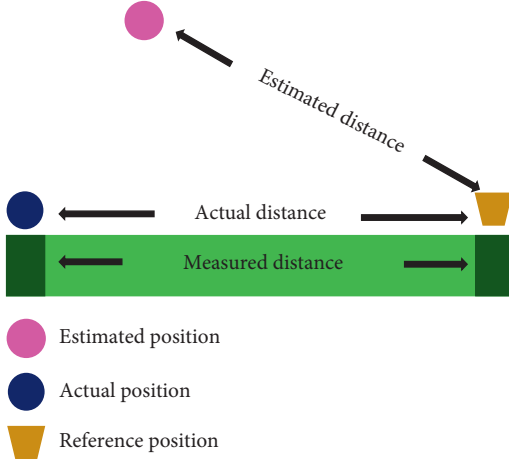 Estimated distance
Actual distance
Measured distance
Estimated position
Actual position
Reference position